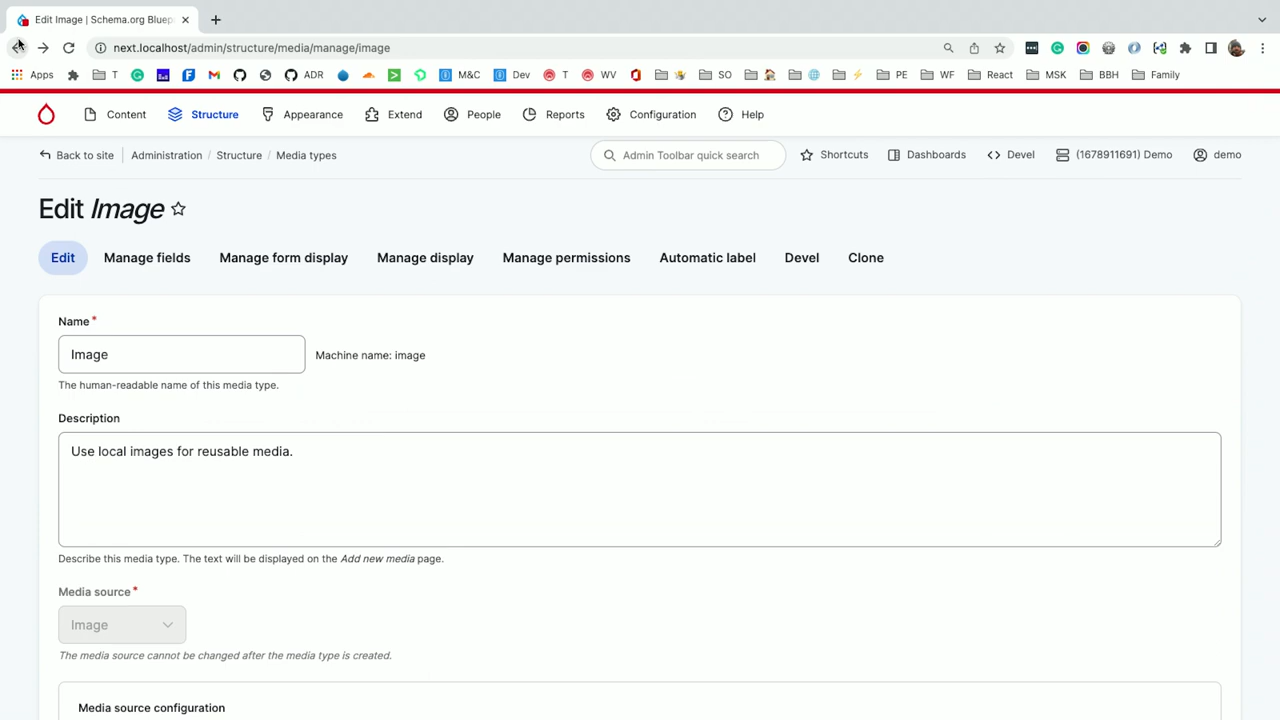 Edit Image | Schema.org Bluep
next.localhost/admin/structure/media/manage/image
Apps T ADR M&C Dev T WV SO PE WF React MSK BBH Family
Content Structure Appearance Extend People Reports Configuration Help
Back to site Administration / Structure / Media types Admin Toolbar quick search Shortcuts Dashboards Devel (1678911691) Demo demo
Edit Image
Edit Manage fields Manage form display Manage display Manage permissions Automatic label Devel Clone
Name*
Image Machine name: image
The human-readable name of this media type.
Description
Use local images for reusable media.
Describe this media type. The text will be displayed on the Add new media page.
Media source*
Image
The media source cannot be changed after the media type is created.
Media source configuration